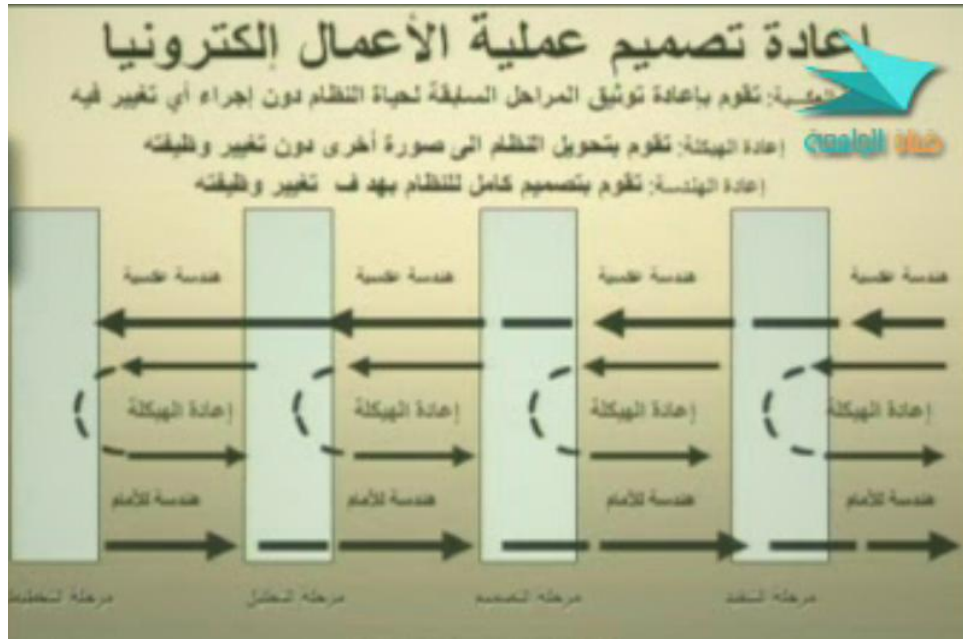 إعادة تصميم عملية الأعمال إلكترونيا
العكسية: تقوم بإعادة توثيق المراحل السابقة لحياة النظام دون إجراء أي تغيير فيه
إعادة الهيكلة: تقوم بتحويل النظام الى صورة أخرى دون تغيير وظيفته
إعادة الهندسة: تقوم بتصميم كامل للنظام بهدف تغيير وظيفته
هندسة عكسية هندسة عكسية هندسة عكسية هندسة عكسية
إعادة الهيكلة إعادة الهيكلة إعادة الهيكلة إعادة الهيكلة
هندسة للأمام هندسة للأمام هندسة للأمام هندسة للأمام
مرحلة التنفيذ مرحلة التصميم مرحلة التحليل مرحلة التخطيط